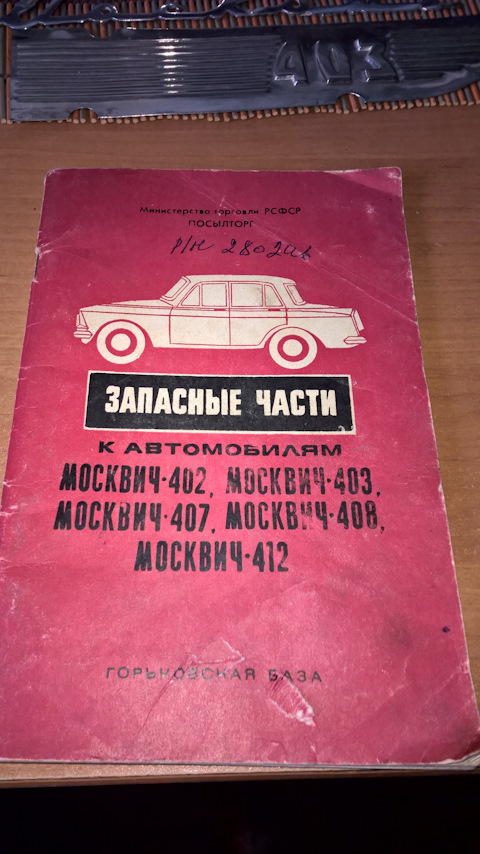 403
Министерство торговли РСФСР
ПОСЫЛТОРГ
ЗАПАСНЫЕ ЧАСТИ
К АВТОМОБИЛЯМ
МОСКВИЧ-402, МОСКВИЧ-403,
МОСКВИЧ-407, МОСКВИЧ-408,
МОСКВИЧ-412
ГОРЬКОВСКАЯ БАЗА